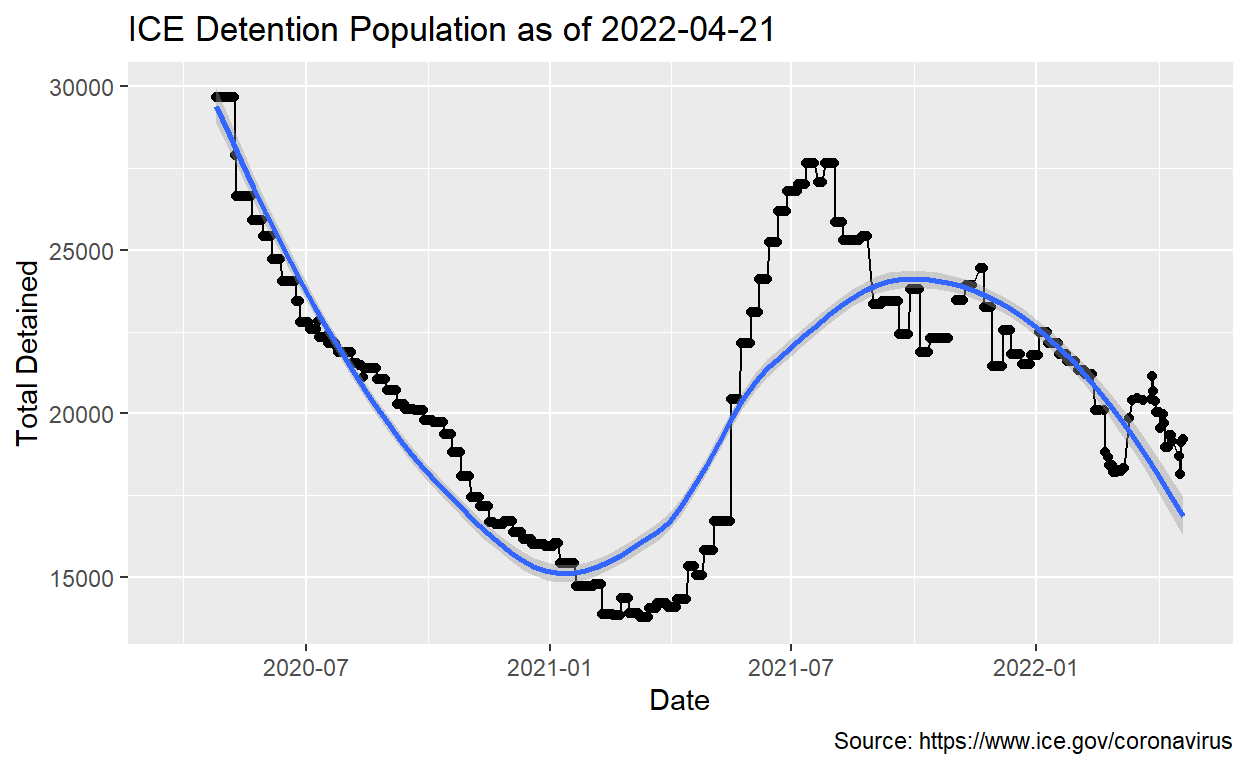 ICE Detention Population as of 2022-04-21
30000
25000
20000
15000
Total Detained
2020-07
2021-01
2021-07
2022-01
Date
Source: https://www.ice.gov/coronavirus